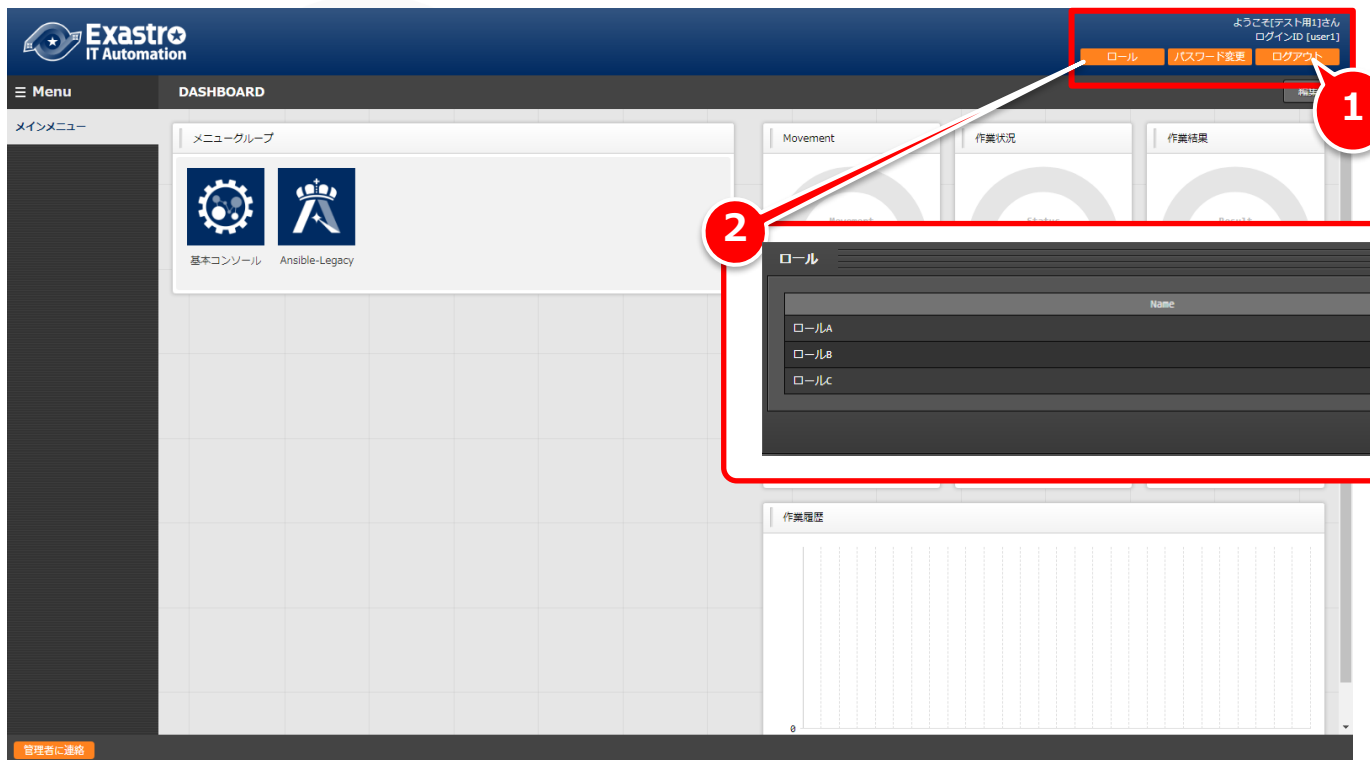 Exastro
IT Automation
ようこそ[テスト用1]さん
ログインID [user1]
ロール
パスワード変更
ログアウト
☰ Menu
DASHBOARD
1
メインメニュー
メニューグループ
Movement
作業状況
作業結果
基本コンソール
Ansible-Legacy
2
ロール
Name
ロールA
ロールB
ロールC
作業履歴
0
管理者に連絡